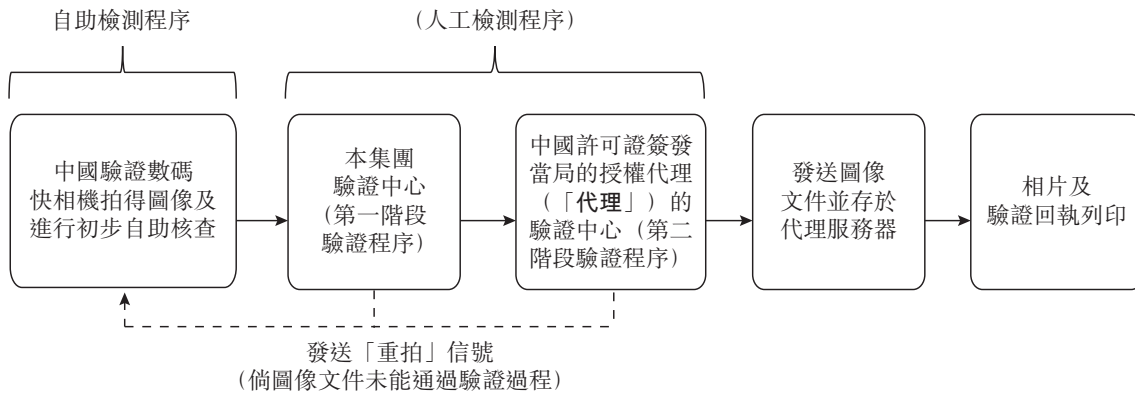 自助檢測程序
(人工檢測程序)
中國驗證數碼
快相機拍得圖像及
進行初步自助核查
本集團
驗證中心
(第一階段
驗證程序)
中國許可證簽發
當局的授權代理
(「代理」)的
驗證中心(第二
階段驗證程序)
發送圖像
文件並存於
代理服務器
相片及
驗證回執列印
發送「重拍」信號
(倘圖像文件未能通過驗證過程)